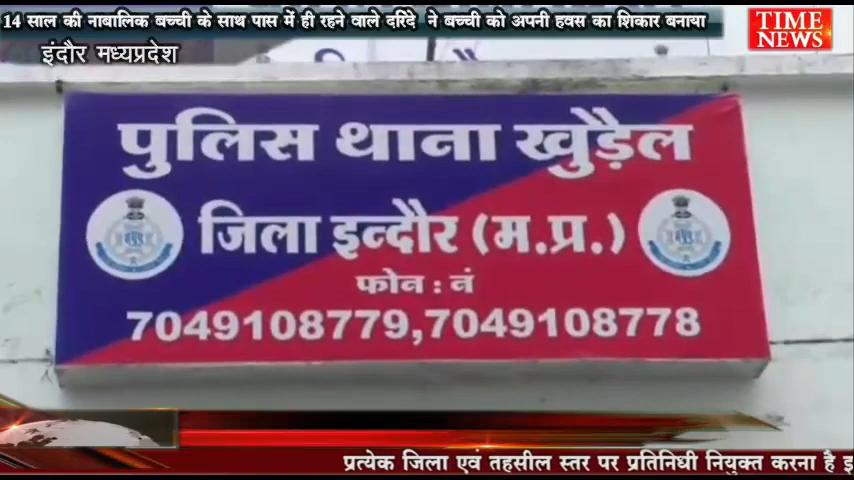 14 साल की नाबालिक बच्ची के साथ पास में ही रहने वाले दरिंदे ने बच्ची को अपनी हवस का शिकार बनाया
TIME
NEWS
इंदौर मध्यप्रदेश
पुलिस थाना खुड़ैल
जिला इन्दौर (म.प्र.)
फोन : नं
7049108779,7049108778
प्रत्येक जिला एवं तहसील स्तर पर प्रतिनिधी नियुक्त करना है